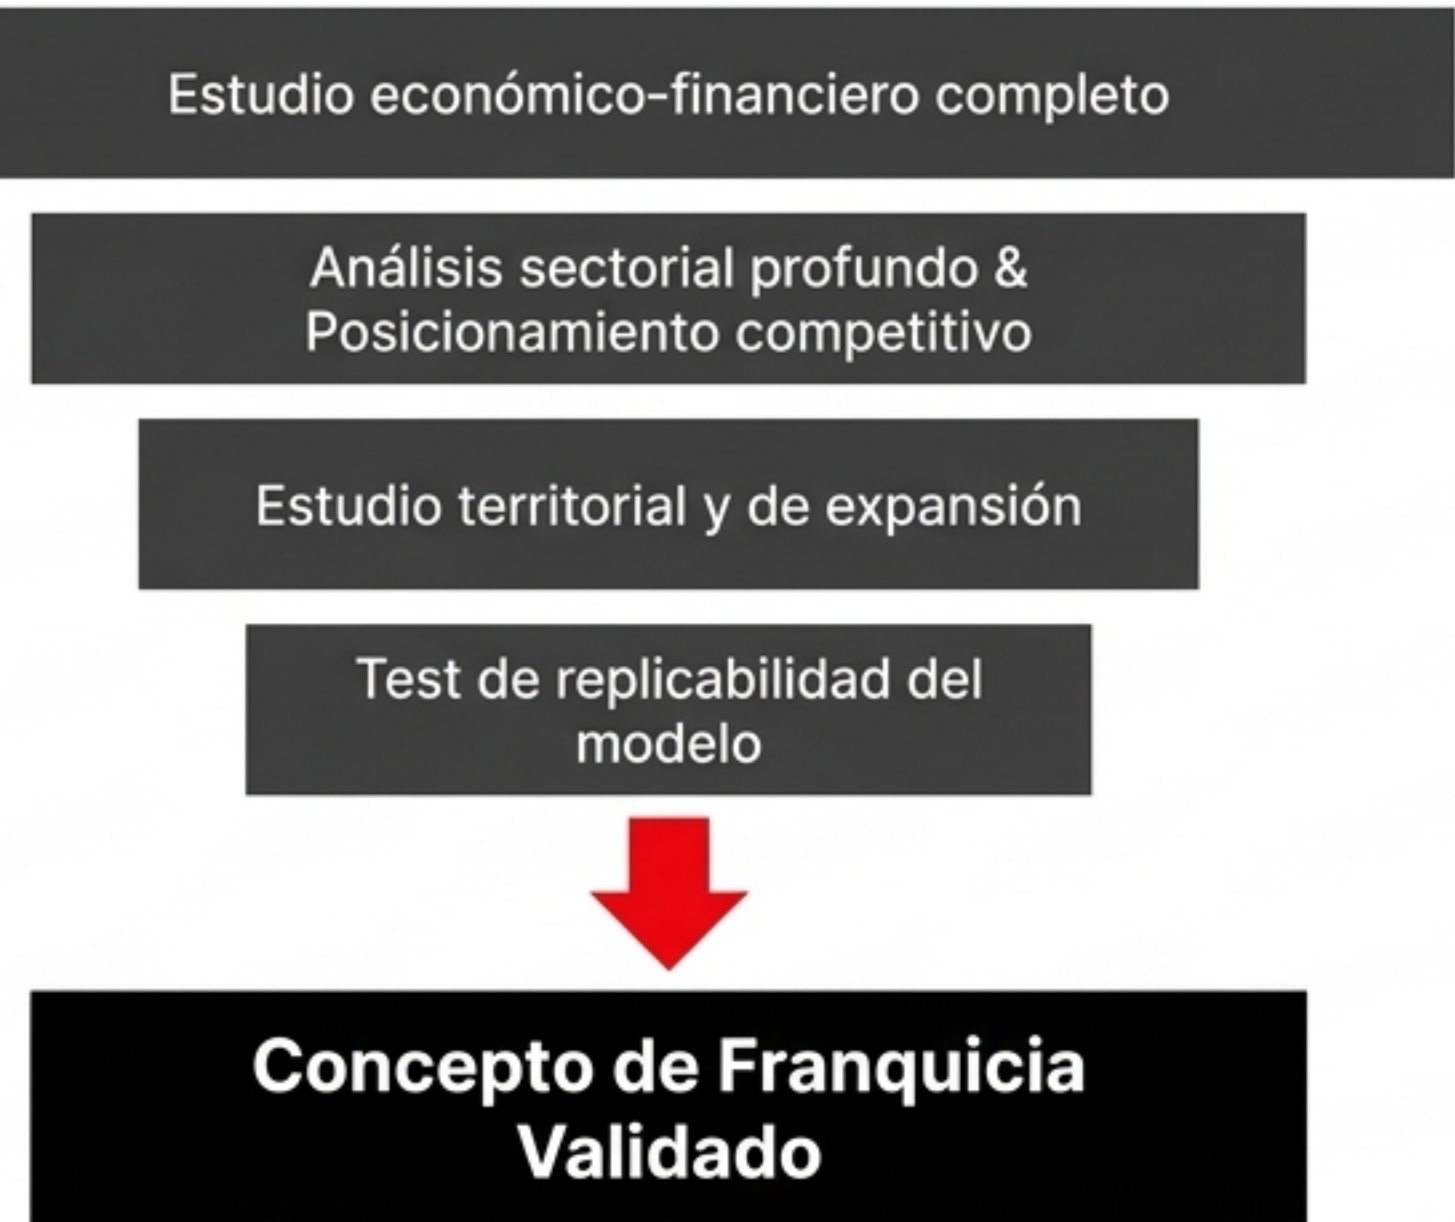 Estudio económico-financiero completo
Análisis sectorial profundo &
Posicionamiento competitivo
Estudio territorial y de expansión
Test de replicabilidad del
modelo
Concepto de Franquicia
Validado